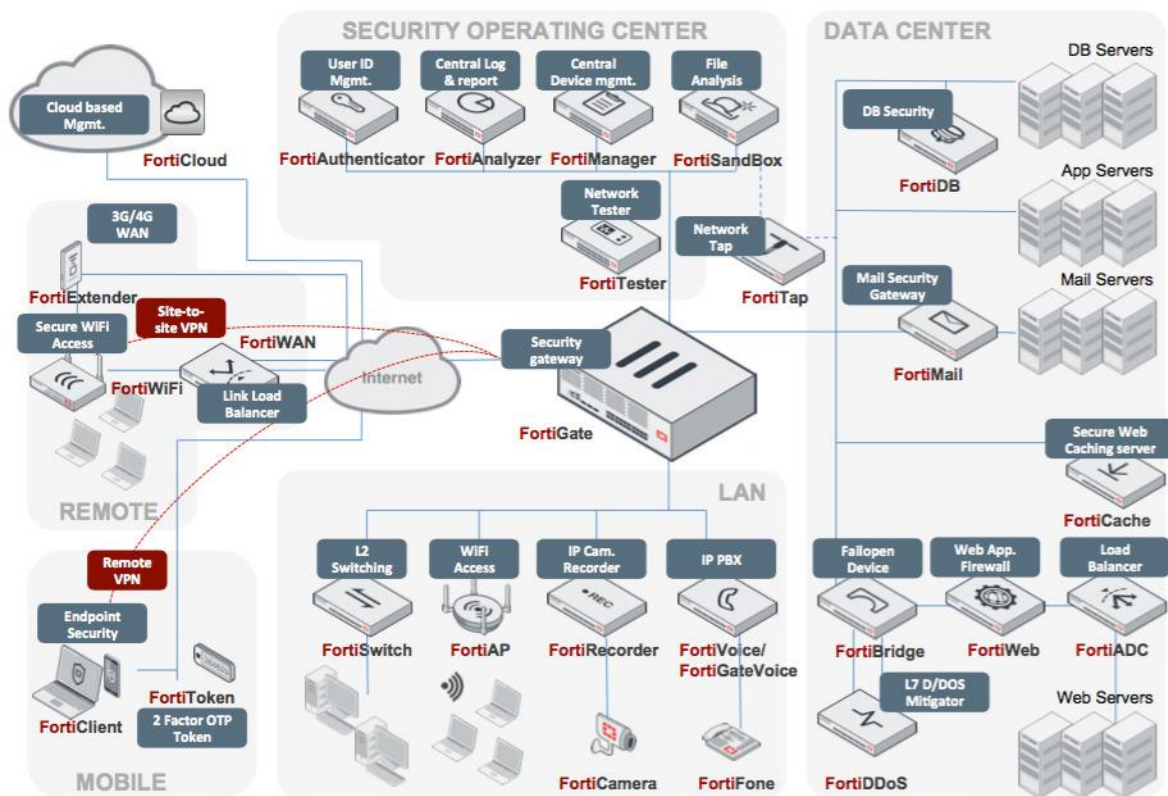 SECURITY OPERATING CENTER
DATA CENTER
DB Servers
User ID
Mgmt.
Central Log
& report
Central
Device mgmt.
File
Analysis
Cloud based
Mgmt.
DB Security
FortiCloud
FortiAuthenticator
FortiAnalyzer
FortiManager
FortiSandBox
FortiDB
App Servers
3G/4G
WAN
Network
Tester
Network
Tap
FortiExtender
FortiTester
FortiTap
Mail Security
Gateway
Mail Servers
Site-to-
site VPN
Secure WiFi
Access
FortiWAN
Security
gateway
Internet
FortiWiFi
FortiMail
Link Load
Balancer
FortiGate
Secure Web
Caching server
REMOTE
LAN
FortiCache
L2
Switching
WiFi
Access
IP Cam.
Recorder
IP PBX
Failopen
Device
Web App.
Firewall
Load
Balancer
Remote
VPN
REC
Endpoint
Security
FortiSwitch
FortiAP
FortiRecorder
FortiVoice/
FortiGateVoice
FortiBridge
FortiWeb
FortiADC
FortiToken
FortiClient
2 Factor OTP
Token
L7 D/DOS
Mitigator
Web Servers
MOBILE
FortiCamera
FortiFone
FortiDDoS